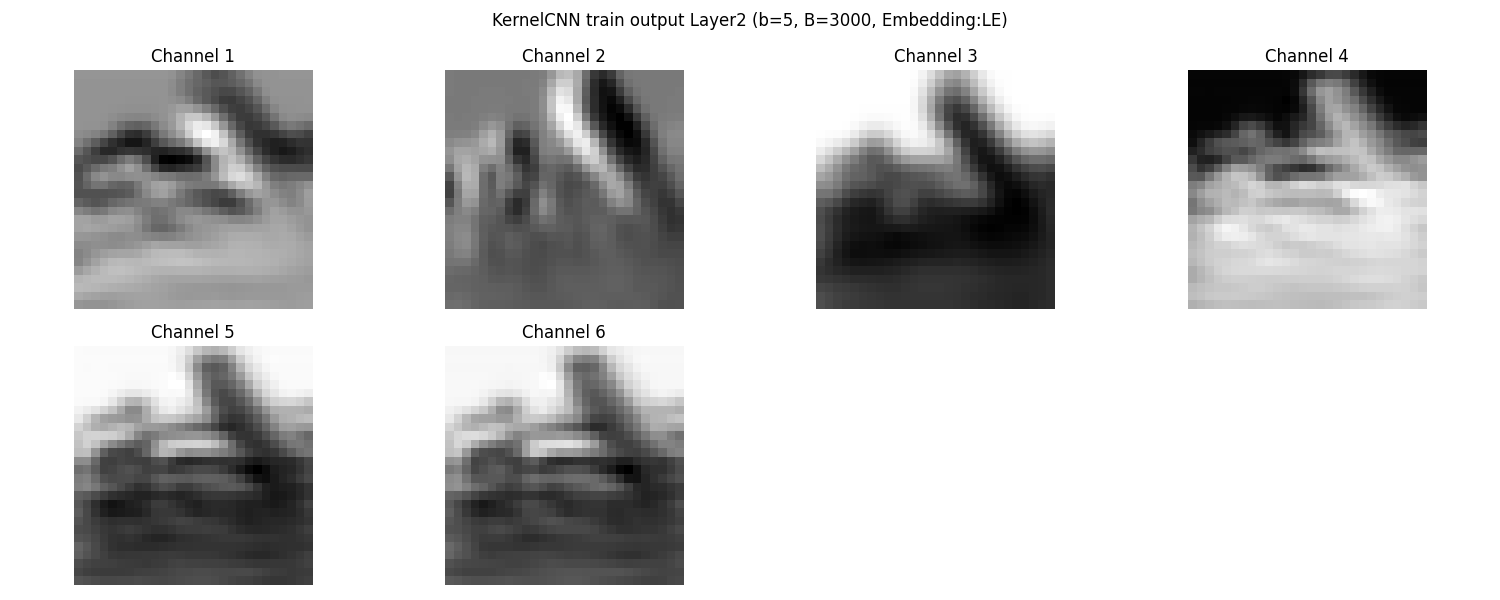 KernelCNN train output Layer2 (b=5, B=3000, Embedding:LE)
Channel 1
Channel 2
Channel 3
Channel 4
Channel 5
Channel 6